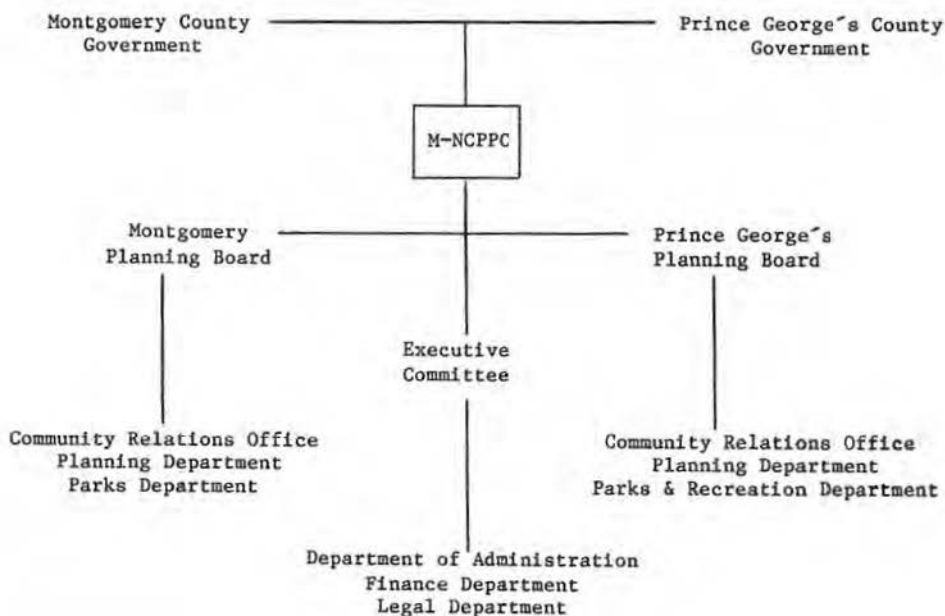 Montgomery County
Government
Prince George´s County
Government
M-NCPPC
Montgomery
Planning Board
Prince George´s
Planning Board
Executive
Committee
Community Relations Office
Planning Department
Parks Department
Community Relations Office
Planning Department
Parks & Recreation Department
Department of Administration
Finance Department
Legal Department